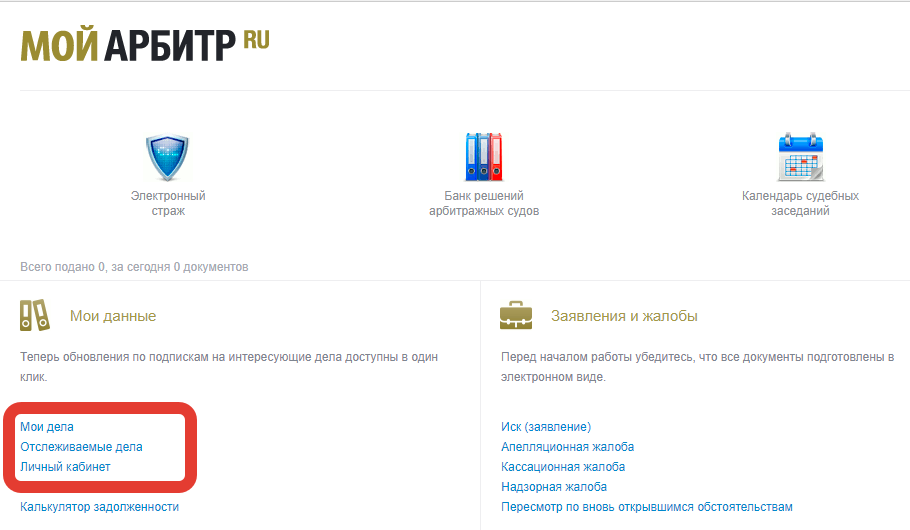 МОЙ АРБИТР RU
Электронный
страж
Банк решений
арбитражных судов
Календарь судебных
заседаний
Всего подано 0, за сегодня 0 документов
Мои данные
Теперь обновления по подпискам на интересующие дела доступны в один
клик.
Мои дела
Отслеживаемые дела
Личный кабинет
Калькулятор задолженности
Заявления и жалобы
Перед началом работы убедитесь, что все документы подготовлены в
электронном виде.
Иск (заявление)
Апелляционная жалоба
Кассационная жалоба
Надзорная жалоба
Пересмотр по вновь открывшимся обстоятельствам